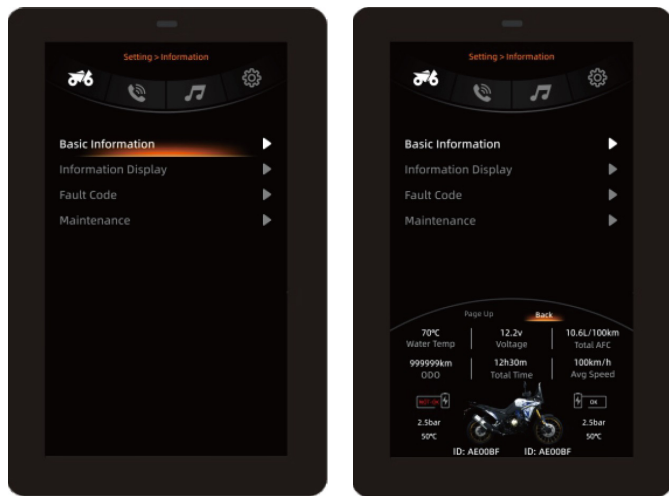 Setting > Information
Basic Information
Information Display
Fault Code
Maintenance
Setting > Information
Basic Information
Information Display
Fault Code
Maintenance
Page Up Back
70℃ 12.2v 10.6L/100km
Water Temp Voltage Total AFC
999999km 12h30m 100km/h
ODO Total Time Avg Speed
NOT OK OK
2.5bar 2.5bar
50℃ 50℃
ID: AE00BF ID: AE00BF